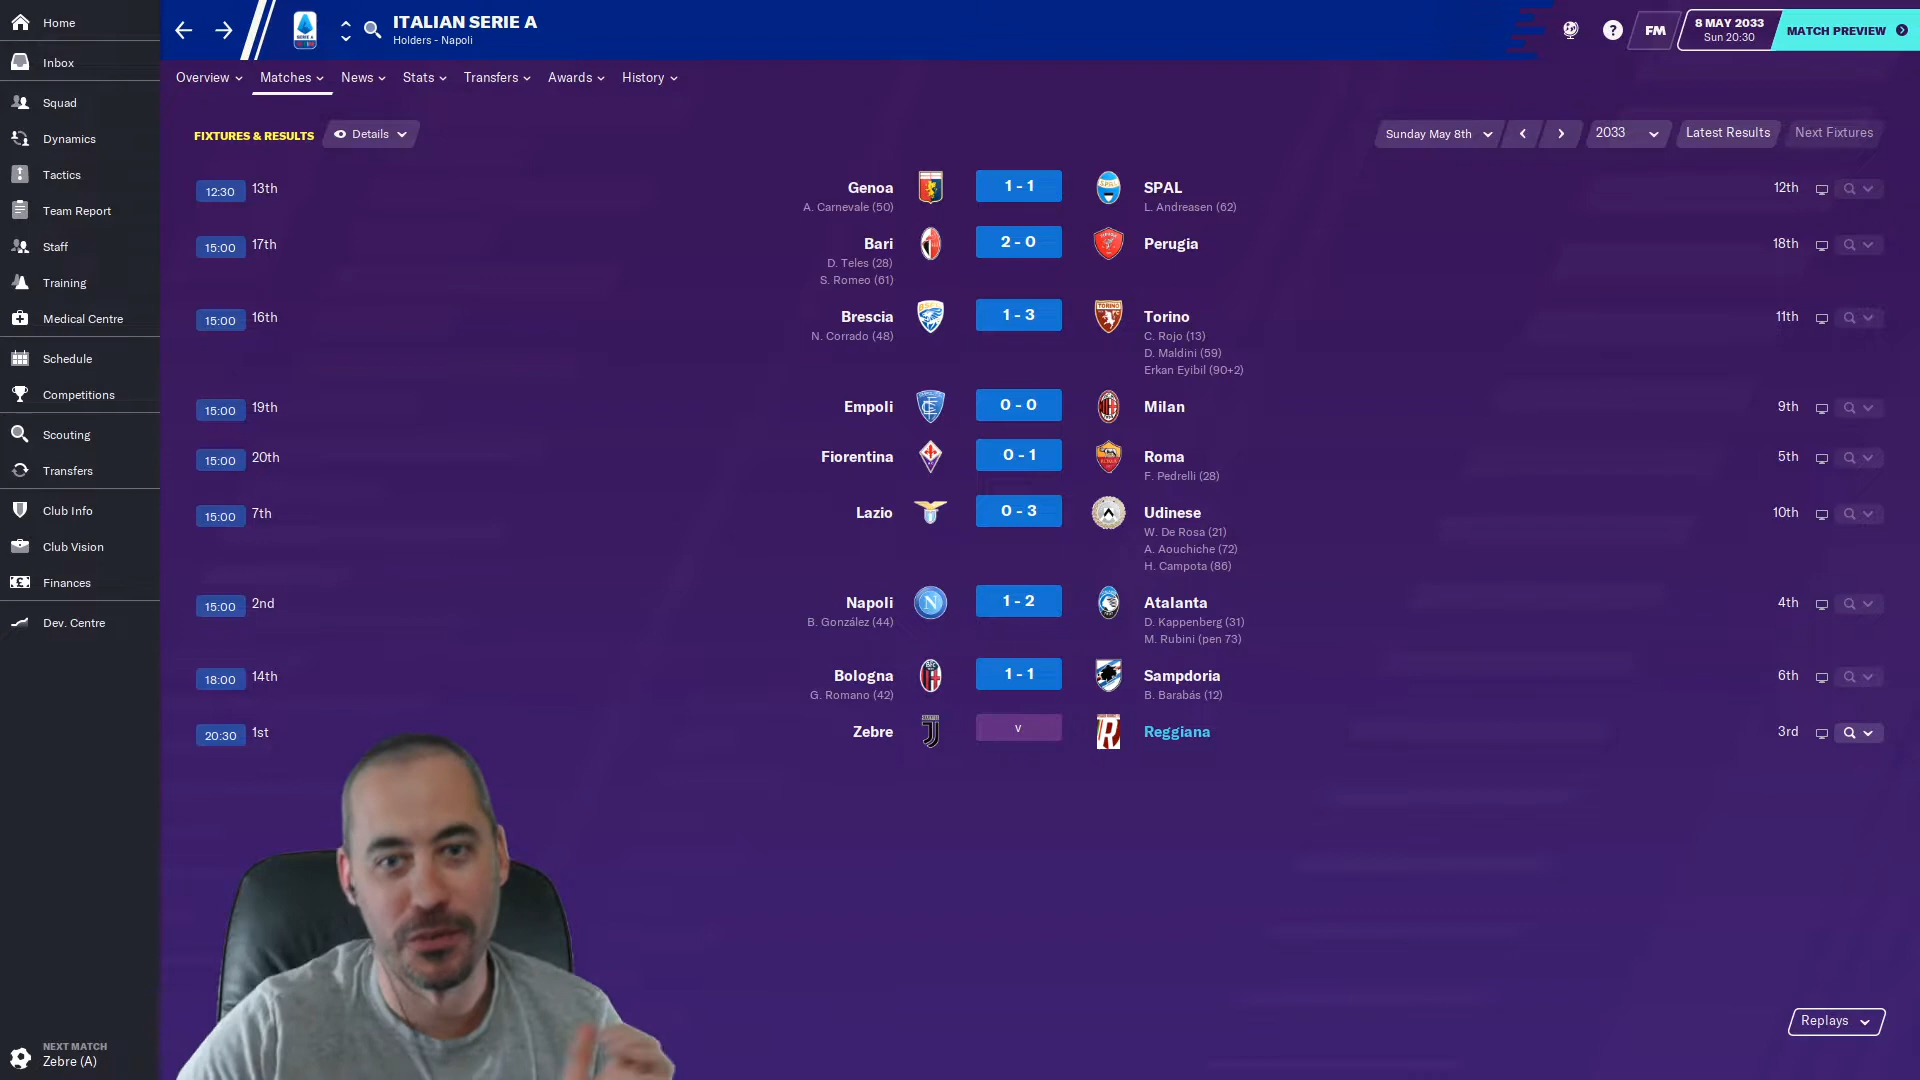 Home
Inbox
Squad
Dynamics
Tactics
Team Report
Staff
Training
Medical Centre
Schedule
Competitions
Scouting
Transfers
Club Info
Club Vision
Finances
Dev. Centre
NEXT MATCH
Zebre (A)
ITALIAN SERIE A
Holders - Napoli
FM
8 MAY 2033
Sun 20:30
MATCH PREVIEW
Overview Matches News Stats Transfers Awards History
FIXTURES & RESULTS Details
Sunday May 8th 2033 Latest Results Next Fixtures
12:30 13th Genoa 1 - 1 SPAL 12th
A. Carnevale (50) L. Andreasen (62)
15:00 17th Bari 2 - 0 Perugia 18th
D. Teles (28)
S. Romeo (61)
15:00 16th Brescia 1 - 3 Torino 11th
N. Corrado (48) C. Rojo (13)
D. Maldini (59)
Erkan Eyibil (90+2)
15:00 19th Empoli 0 - 0 Milan 9th
15:00 20th Fiorentina 0 - 1 Roma 5th
F. Pedrelli (28)
15:00 7th Lazio 0 - 3 Udinese 10th
W. De Rosa (21)
A. Aouchiche (72)
H. Campota (86)
15:00 2nd Napoli 1 - 2 Atalanta 4th
B. González (44) D. Kappenberg (31)
M. Rubini (pen 73)
18:00 14th Bologna 1 - 1 Sampdoria 6th
G. Romano (42) B. Barabás (12)
20:30 1st Zebre v Reggiana 3rd
Replays